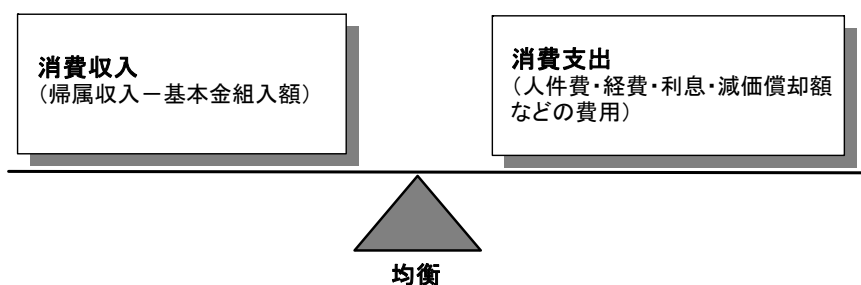 消費収入
（帰属収入－基本金組入額）
消費支出
（人件費・経費・利息・減価償却額
などの費用）
均衡